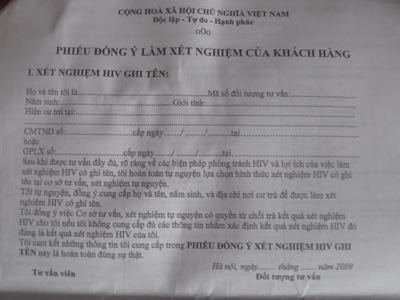 CỘNG HOÀ XÃ HỘI CHỦ NGHĨA VIỆT NAM
Độc lập - Tự do - Hạnh phúc
o0o
PHIẾU ĐỒNG Ý LÀM XÉT NGHIỆM CỦA KHÁCH HÀNG
I. XÉT NGHIỆM HIV GHI TÊN:
Họ và tên tôi là:..............................Mã số đối tượng tư vấn:....................
Năm sinh:..............................Giới tính:..............................
Hiện cư trú tại:............................................................
CMTND số:....................cấp ngày......./......../..........tại....................
hoặc
GPLX số:....................cấp ngày......./......../..........tại....................
Sau khi được tư vấn đầy đủ, rõ ràng về các biện pháp phòng tránh HIV và lợi ích của việc làm
xét nghiệm HIV có ghi tên, tôi hoàn toàn tự nguyện lựa chọn hình thức xét nghiệm HIV có ghi
tên tại cơ sở tư vấn, xét nghiệm tự nguyện.
Tôi tự nguyện, đồng ý cung cấp họ và tên, năm sinh, và địa chỉ nơi cư trú để được làm xét
nghiệm HIV có ghi tên.
Tôi đồng ý việc Cơ sở tư vấn, xét nghiệm tự nguyện có quyền từ chối trả kết quả xét nghiệm
HIV cho tôi nếu tôi không cung cấp đủ các thông tin nhằm xác định kết quả xét nghiệm HIV đó
đúng là kết quả xét nghiệm HIV của tôi.
Tôi cam kết những thông tin tôi cung cấp trong PHIẾU ĐỒNG Ý XÉT NGHIỆM HIV GHI
TÊN này là hoàn toàn đúng sự thật.
Hà nội, ngày........ tháng ........ năm 2009
Tư vấn viên Đối tượng tư vấn